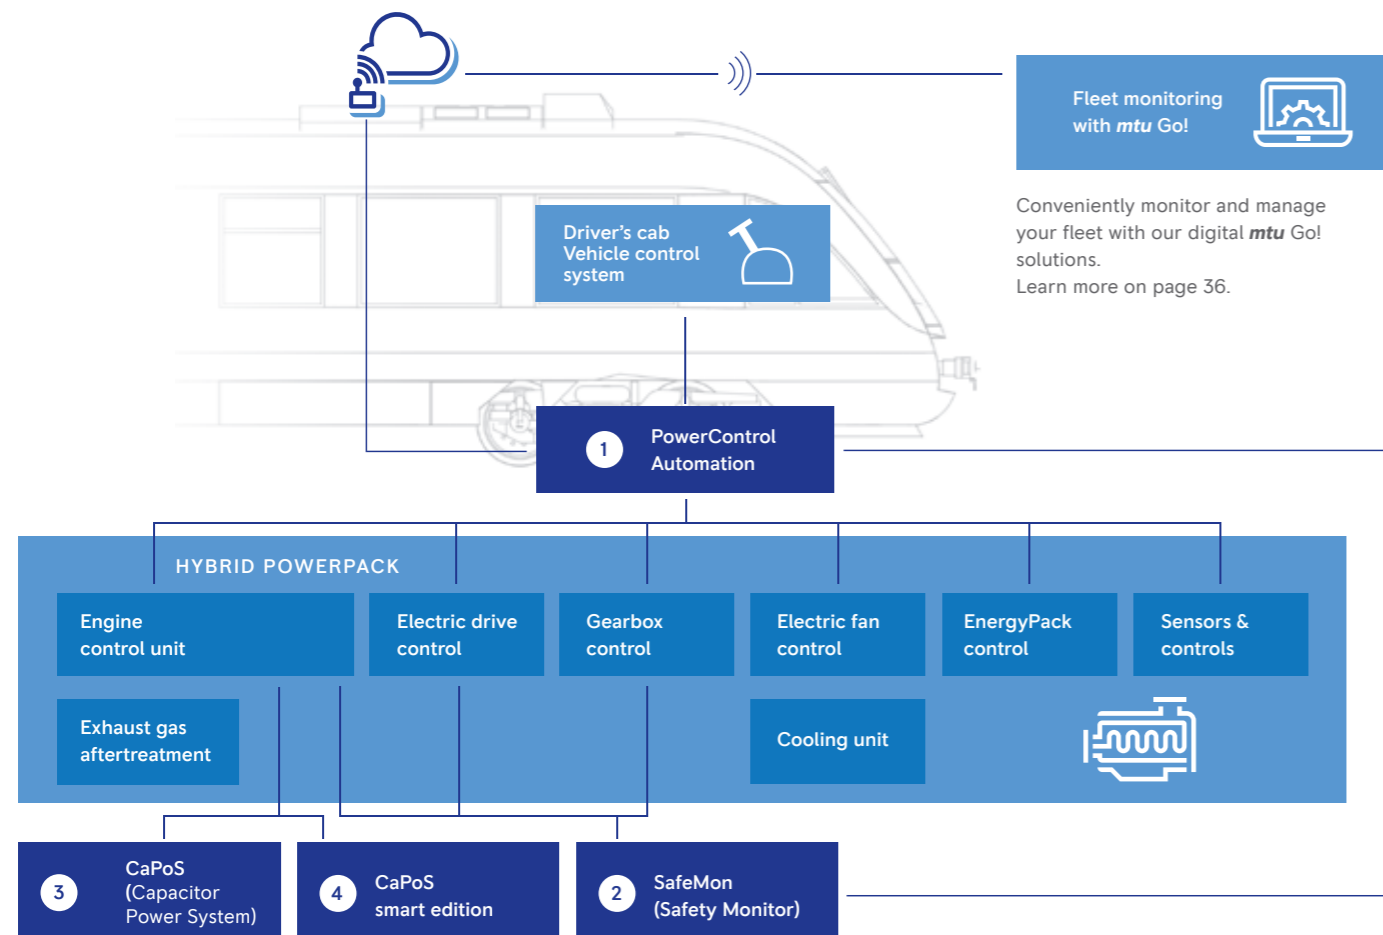 Fleet monitoring
with mtu Go!
Conveniently monitor and manage
your fleet with our digital mtu Go!
solutions.
Learn more on page 36.
Driver’s cab
Vehicle control
system
1
PowerControl
Automation
HYBRID POWERPACK
Engine
control unit
Electric drive
control
Gearbox
control
Electric fan
control
EnergyPack
control
Sensors &
controls
Exhaust gas
aftertreatment
Cooling unit
3
CaPoS
(Capacitor
Power System)
4
CaPoS
smart edition
2
SafeMon
(Safety Monitor)